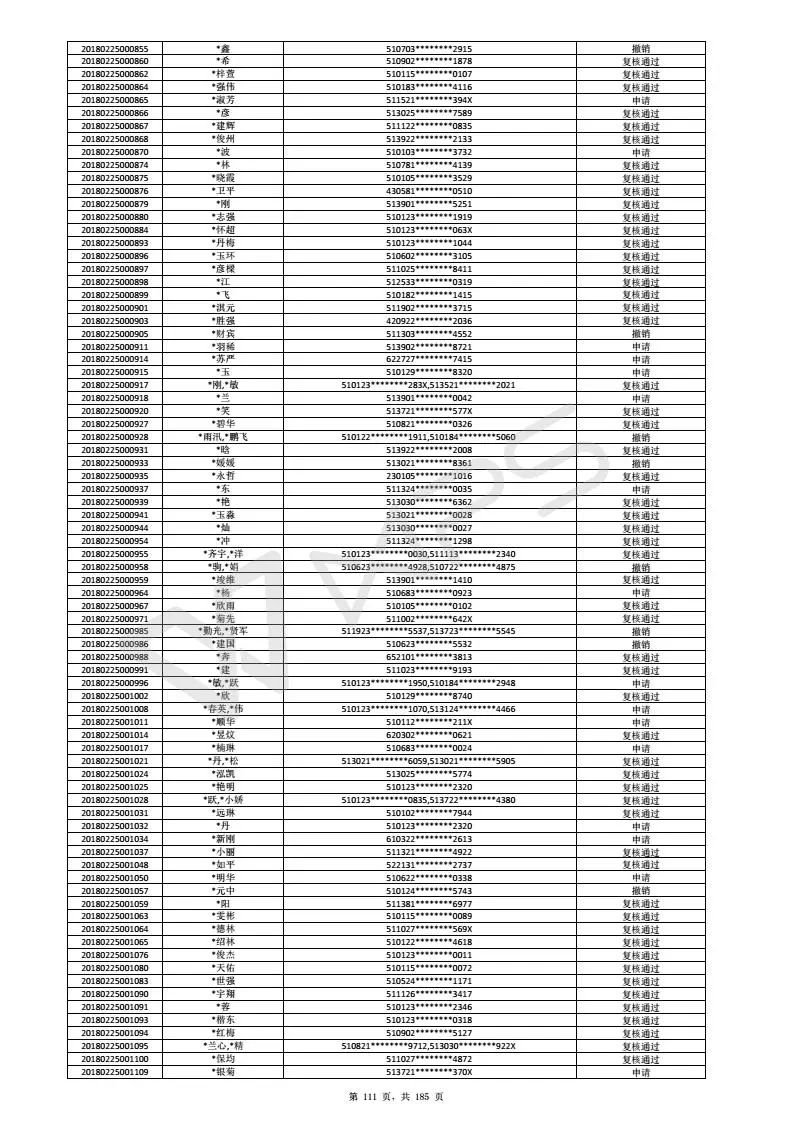 20180225000855 *鑫 510703********2915 撤销
20180225000860 *希 510902********1878 复核通过
20180225000862 *梓萱 510115********0107 复核通过
20180225000864 *强伟 510183********4116 复核通过
20180225000865 *淑芳 511521********394X 申请
20180225000866 *彦 513025********7589 复核通过
20180225000867 *建辉 511122********0835 复核通过
20180225000868 *俊州 513922********2133 复核通过
20180225000870 *波 510103********3732 申请
20180225000874 *林 510781********4139 复核通过
20180225000875 *晓霞 510105********3529 复核通过
20180225000876 *卫平 430581********0510 复核通过
20180225000879 *刚 513901********5251 复核通过
20180225000880 *志强 510123********1919 复核通过
20180225000884 *怀超 510123********063X 复核通过
20180225000893 *丹梅 510123********1044 复核通过
20180225000896 *玉环 510602********3105 复核通过
20180225000897 *彦樑 511025********8411 复核通过
20180225000898 *江 512533********0319 复核通过
20180225000899 *飞 510182********1415 复核通过
20180225000901 *淇元 511902********3715 复核通过
20180225000903 *胜强 420922********2036 复核通过
20180225000905 *财宾 511303********4552 撤销
20180225000911 *羽稀 513902********8721 申请
20180225000914 *苏严 622727********7415 申请
20180225000915 *玉 510129********8320 申请
20180225000917 *刚,*敏 510123********283X,513521********2021 复核通过
20180225000918 *兰 513901********0042 申请
20180225000920 *笑 513721********577X 复核通过
20180225000927 *碧华 510821********0326 复核通过
20180225000928 *雨汛,*鹏飞 510122********1911,510184********5060 撤销
20180225000931 *晗 513922********2008 复核通过
20180225000933 *媛媛 513021********8361 撤销
20180225000935 *永哲 230105********1016 复核通过
20180225000937 *东 511324********0035 申请
20180225000939 *艳 513030********6362 复核通过
20180225000941 *玉淼 513021********0028 复核通过
20180225000944 *灿 513030********0027 复核通过
20180225000954 *冲 511324********1298 复核通过
20180225000955 *齐宇,*洋 510123********0030,511113********2340 复核通过
20180225000958 *驹,*娟 510623********4928,510722********4875 撤销
20180225000959 *竣维 513901********1410 复核通过
20180225000964 *杨 510683********0923 申请
20180225000967 *欣雨 510105********0102 复核通过
20180225000971 *菊先 511002********642X 复核通过
20180225000985 *勤光,*贤军 511923********5537,513723********5545 撤销
20180225000986 *建国 510623********5532 撤销
20180225000988 *奔 652101********3813 复核通过
20180225000991 *建 511023********9193 复核通过
20180225000996 *敏,*跃 510123********1950,510184********2948 申请
20180225001002 *欣 510129********8740 复核通过
20180225001008 *春英,*伟 510123********1070,513124********4466 申请
20180225001011 *顺华 510112********211X 申请
20180225001014 *昱炆 620302********0621 复核通过
20180225001017 *楠琳 510683********0024 申请
20180225001021 *丹,*松 513021********6059,513021********5905 复核通过
20180225001024 *泓凯 513025********5774 复核通过
20180225001025 *艳明 510123********2320 复核通过
20180225001028 *跃,*小娇 510123********0835,513722********4380 复核通过
20180225001031 *远琳 510102********7944 复核通过
20180225001032 *丹 510123********2320 申请
20180225001034 *新刚 610322********2613 申请
20180225001037 *小丽 511321********4922 复核通过
20180225001048 *如平 522131********2737 复核通过
20180225001050 *明华 510622********0338 申请
20180225001057 *元中 510124********5743 撤销
20180225001059 *阳 511381********6977 复核通过
20180225001063 *雯彬 510115********0089 复核通过
20180225001064 *德林 511027********569X 复核通过
20180225001065 *绍林 510122********4618 复核通过
20180225001076 *俊杰 510123********0011 复核通过
20180225001080 *天佑 510115********0072 复核通过
20180225001083 *世强 510524********1171 复核通过
20180225001090 *宇翔 511126********3417 复核通过
20180225001091 *蓉 510123********2346 复核通过
20180225001093 *楷东 510123********0318 复核通过
20180225001094 *红梅 510902********5127 复核通过
20180225001095 *兰心,*精 510821********9712,513030********922X 复核通过
20180225001100 *保均 511027********4872 复核通过
20180225001109 *银菊 513721********370X 申请
第 111 页，共 185 页